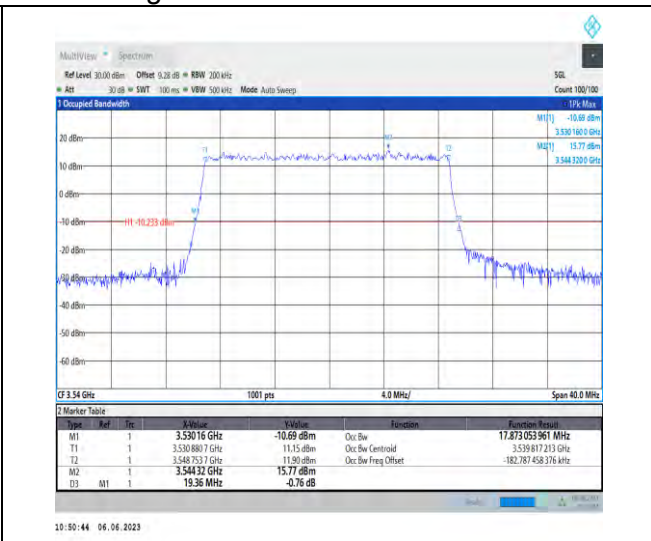 MultiView Spectrum
Ref Level 30.00 dBm Offset 9.28 dB RBW 200 kHz SGL
Att 30 dB SWT 100 ms VBW 500 kHz Mode Auto Sweep Count 100/100
1 Occupied Bandwidth 1Pk Max
M1[1] -10.69 dBm
3.530 160 0 GHz
M2[1] 15.77 dBm
3.544 320 0 GHz
20 dBm
T1 M2 T2
10 dBm
0 dBm
M1
-10 dBm H1 -10.233 dBm D3
-20 dBm
-30 dBm
-40 dBm
-50 dBm
-60 dBm
CF 3.54 GHz 1001 pts 4.0 MHz/ Span 40.0 MHz
2 Marker Table
Type Ref Trc X-Value Y-Value Function Function Result
M1 1 3.530 16 GHz -10.69 dBm Occ Bw 17.873 053 961 MHz
T1 1 3.530 880 7 GHz 11.15 dBm Occ Bw Centroid 3.539 817 213 GHz
T2 1 3.548 753 7 GHz 11.90 dBm Occ Bw Freq Offset -182.787 458 376 kHz
M2 1 3.544 32 GHz 15.77 dBm
D3 M1 1 19.36 MHz -0.76 dB
10:50:44 06.06.2023